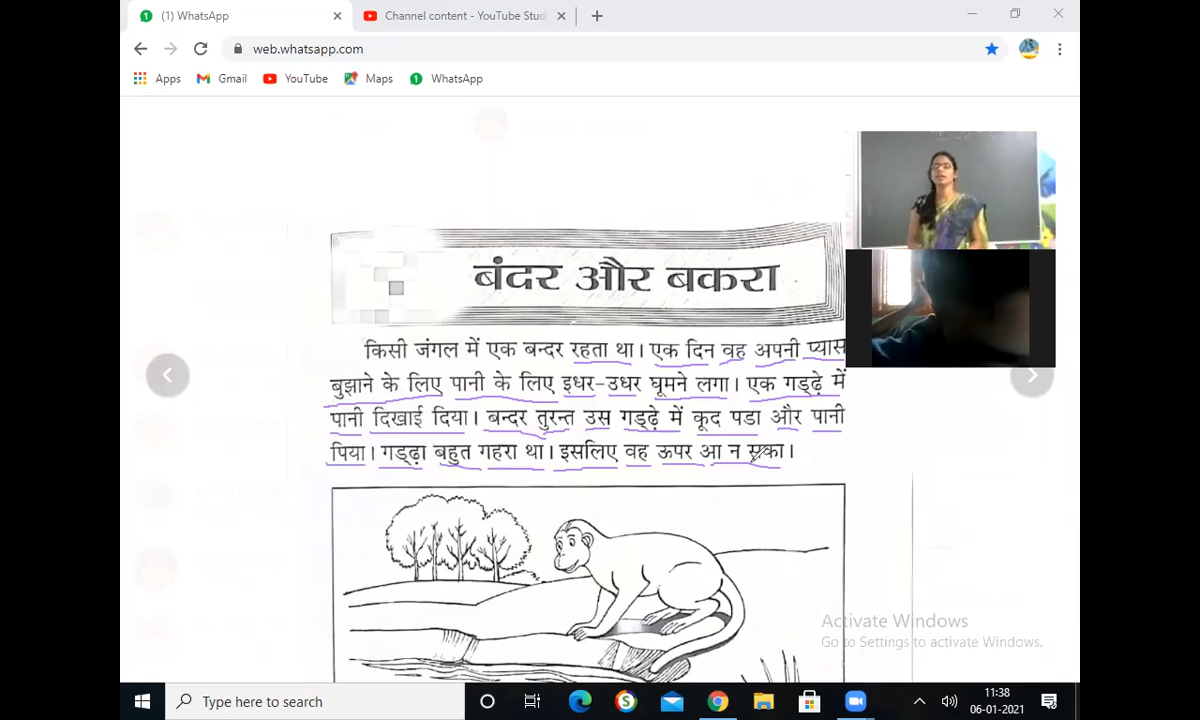 (1) WhatsApp
Channel content - YouTube Stud
web.whatsapp.com
Apps Gmail YouTube Maps WhatsApp
बंदर और बकरा
किसी जंगल में एक बन्दर रहता था। एक दिन वह अपनी प्यास
बुझाने के लिए पानी के लिए इधर-उधर घूमने लगा। एक गड्ढ़े में
पानी दिखाई दिया। बन्दर तुरन्त उस गड्ढ़े में कूद पडा और पानी
पिया। गड्ढ़ा बहुत गहरा था। इसलिए वह ऊपर आ न सका।
Activate Windows
Go to Settings to activate Windows.
Type here to search
11:38
06-01-2021